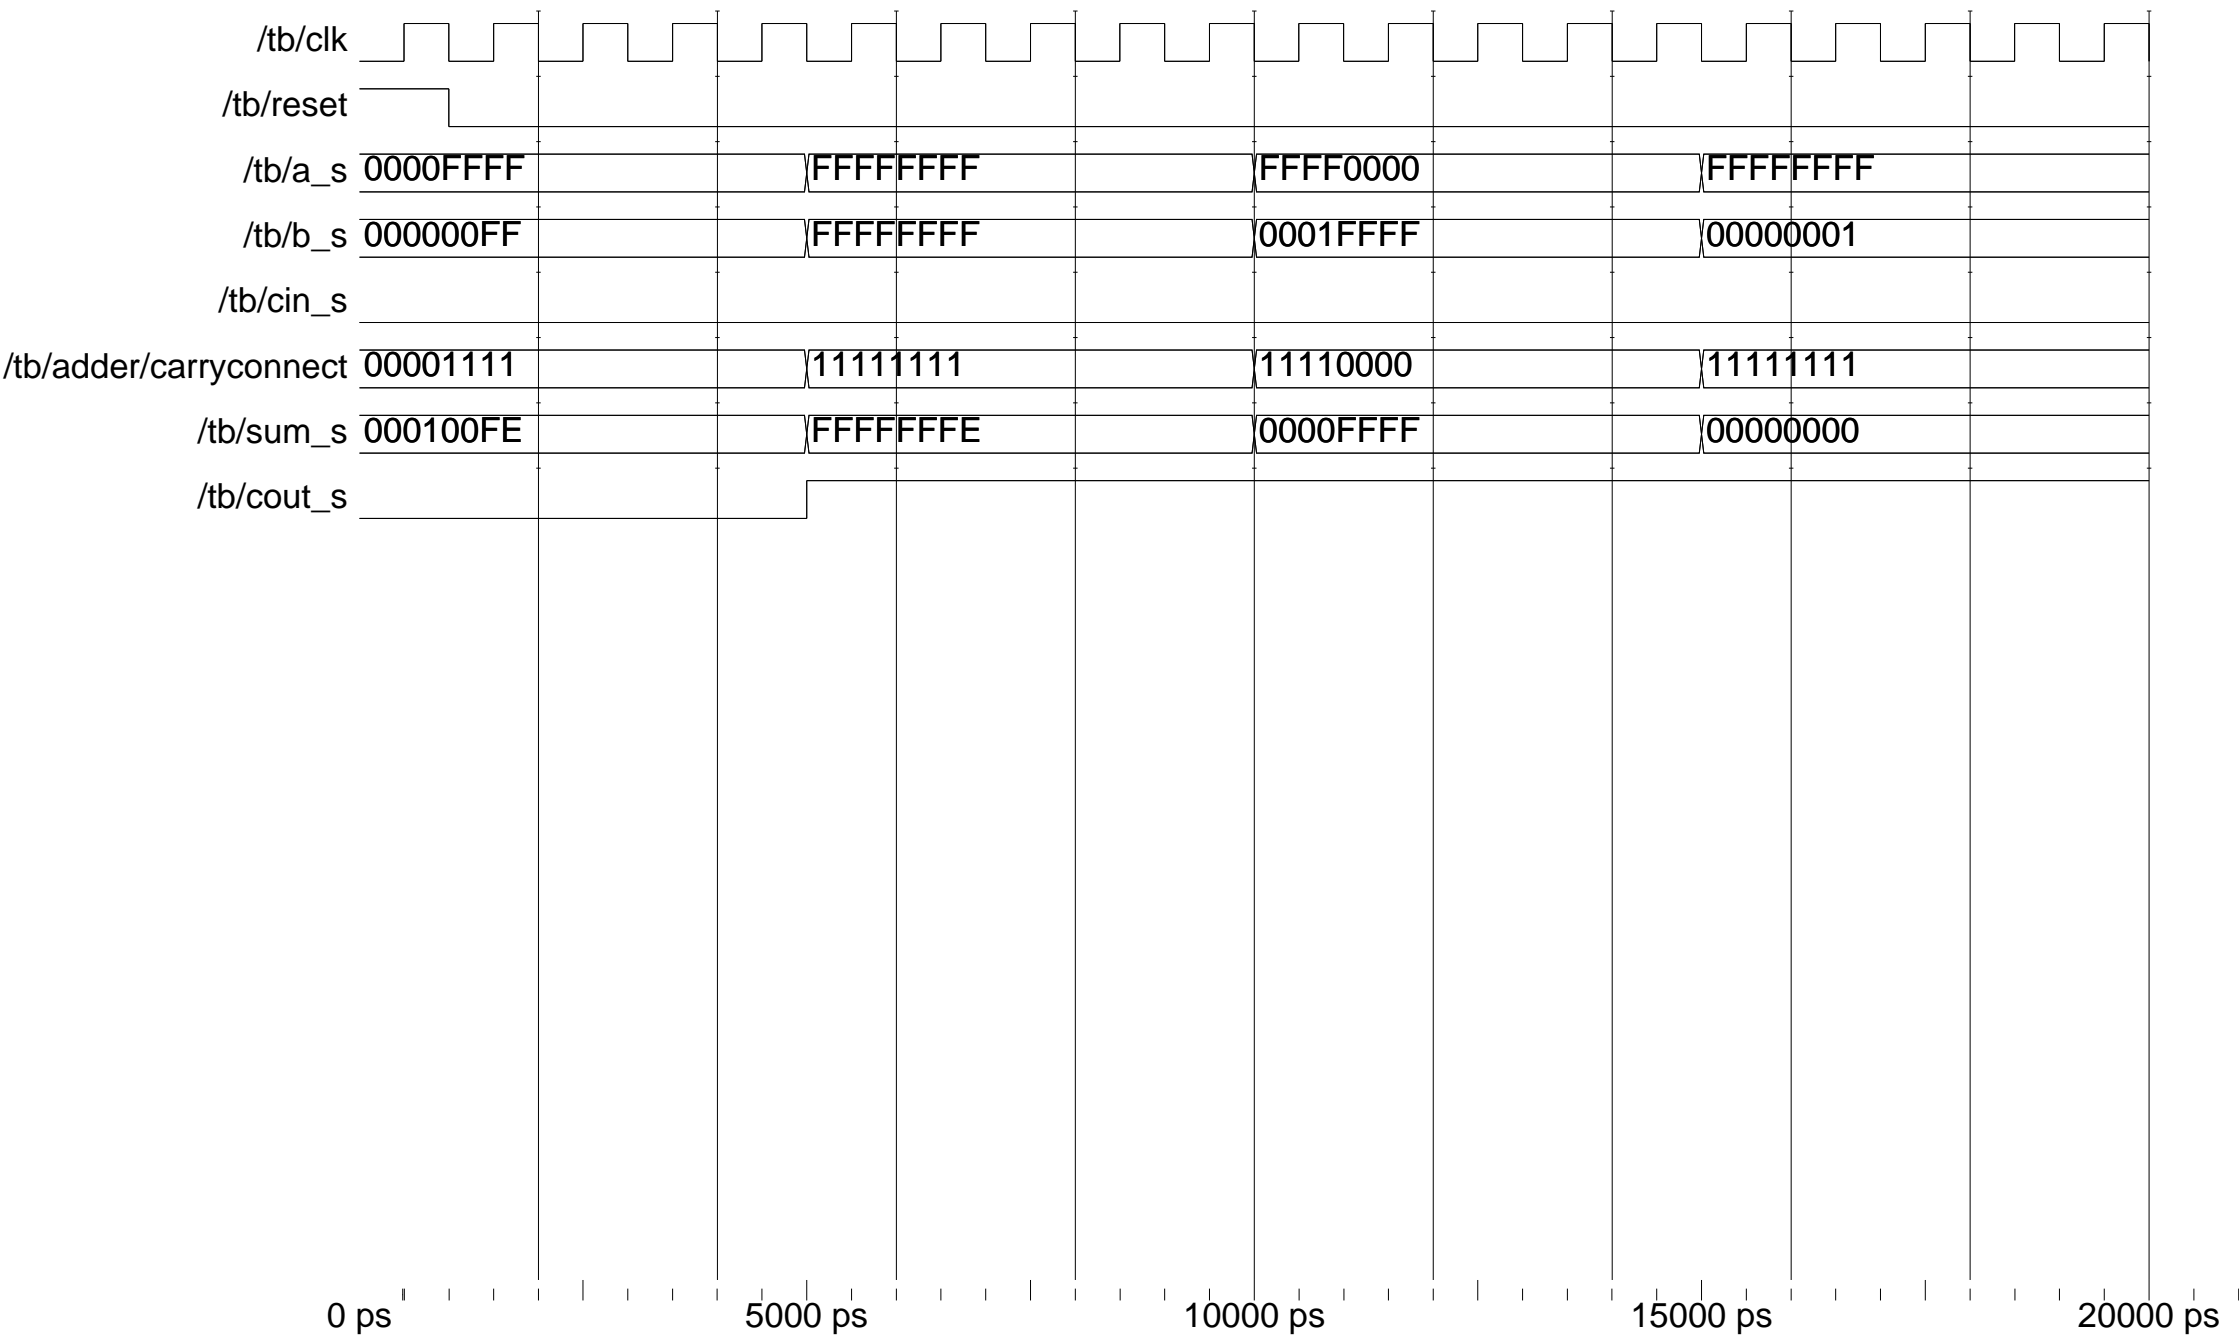 /tb/clk
/tb/reset
/tb/a_s 0000FFFF FFFFFFFF FFFF0000 FFFFFFFF
/tb/b_s 000000FF FFFFFFFF 0001FFFF 00000001
/tb/cin_s
/tb/adder/carryconnect 00001111 11111111 11110000 11111111
/tb/sum_s 000100FE FFFFFFFE 0000FFFF 00000000
/tb/cout_s
0 ps 5000 ps 10000 ps 15000 ps 20000 ps